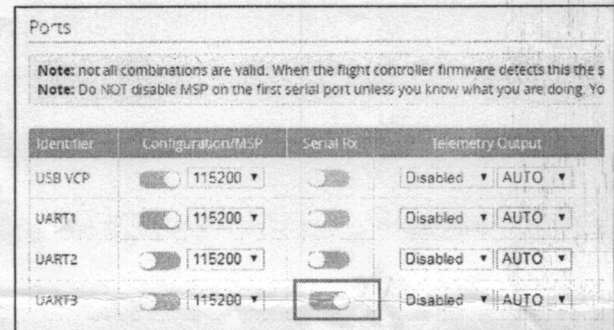 Ports
Note: not all combinations are valid. When the flight controller firmware detects this the s
Note: Do NOT disable MSP on the first serial port unless you know what you are doing. Yo
Identifier Configuration/MSP Serial Rx Telemetry Output
USB VCP 115200 Disabled AUTO
UART1 115200 Disabled AUTO
UART2 115200 Disabled AUTO
UART3 115200 Disabled AUTO